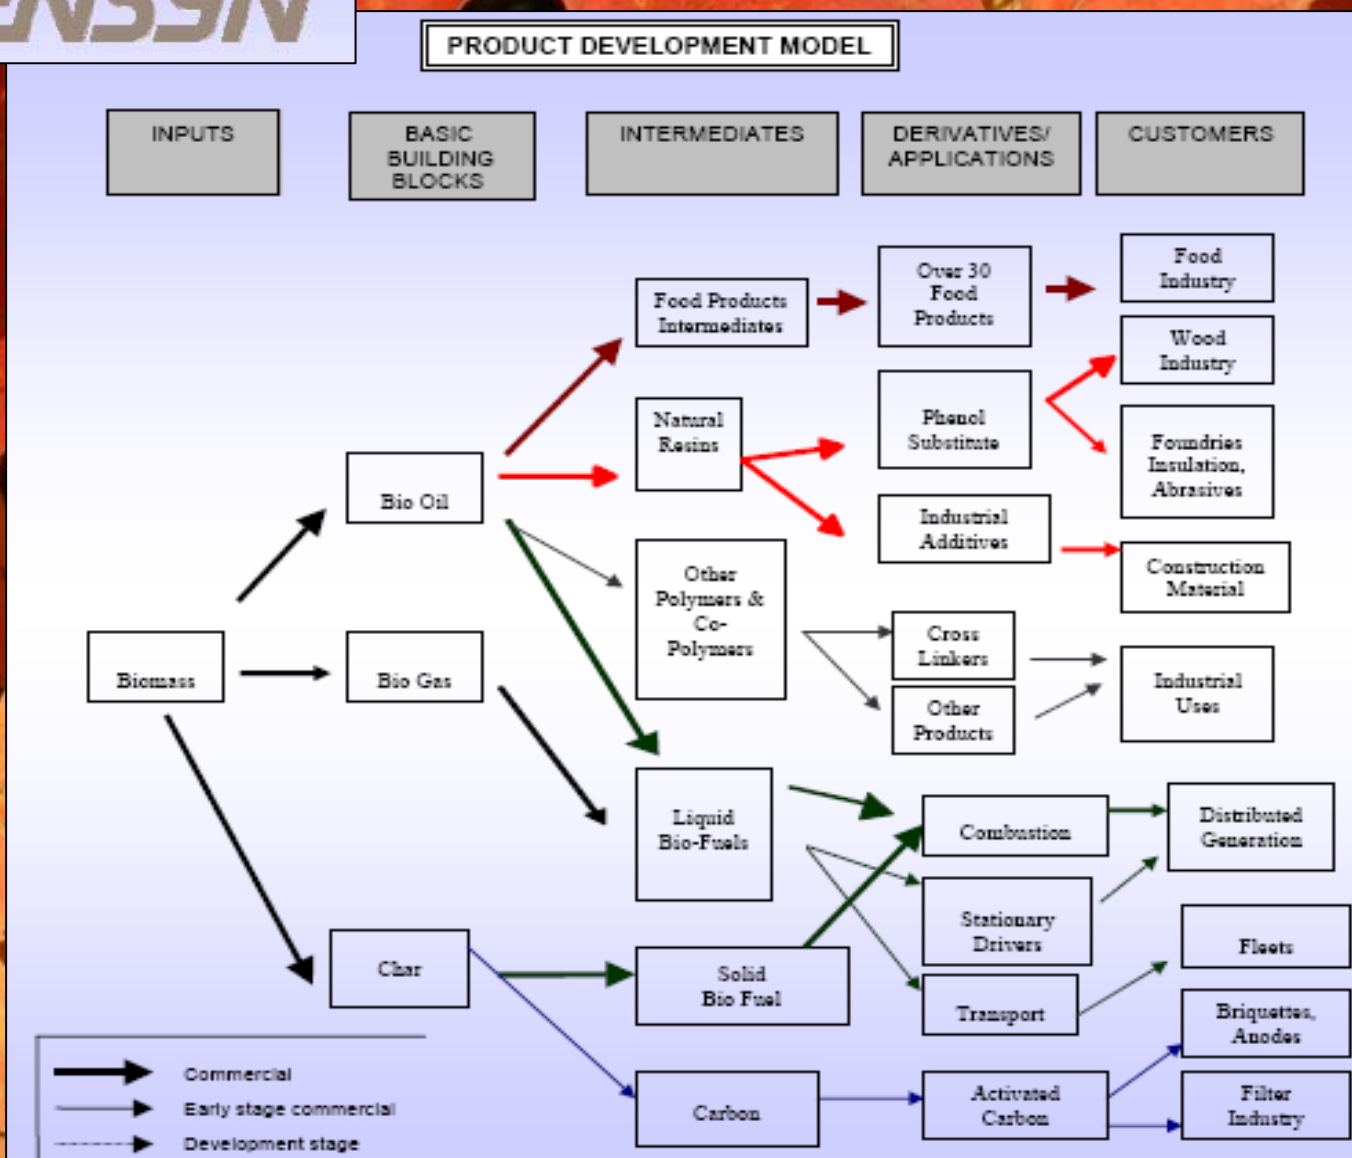 ENSYN
PRODUCT DEVELOPMENT MODEL
INPUTS
BASIC
BUILDING
BLOCKS
INTERMEDIATES
DERIVATIVES/
APPLICATIONS
CUSTOMERS
Food Products
Intermediates
Over 30
Food
Products
Food
Industry
Wood
Industry
Natural
Resins
Phenol
Substitute
Foundries
Insulation,
Abrasives
Bio Oil
Industrial
Additives
Construction
Material
Other
Polymers &
Co-
Polymers
Cross
Linkers
Other
Products
Industrial
Uses
Biomass
Bio Gas
Liquid
Bio-Fuels
Combustion
Distributed
Generation
Stationary
Drivers
Fleets
Char
Solid
Bio Fuel
Transport
Briquettes,
Anodes
Carbon
Activated
Carbon
Filter
Industry
Commercial
Early stage commercial
Development stage